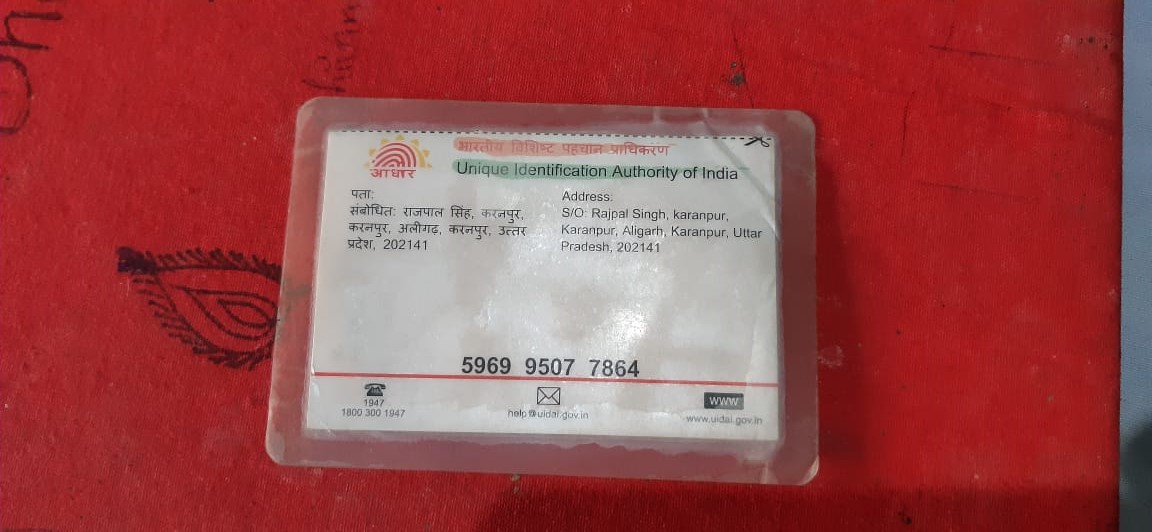 भारतीय विशिष्ट पहचान प्राधिकरण
Unique Identification Authority of India
आधार
पता:
संबोधित: राजपाल सिंह, करनपुर,
करनपुर, अलीगढ, करनपुर, उत्तर
प्रदेश, 202141
Address:
S/O: Rajpal Singh, karanpur,
Karanpur, Aligarh, Karanpur, Uttar
Pradesh, 202141
5969 9507 7864
1947
1800 300 1947
help@uidai.gov.in
www
www.uidai.gov.in